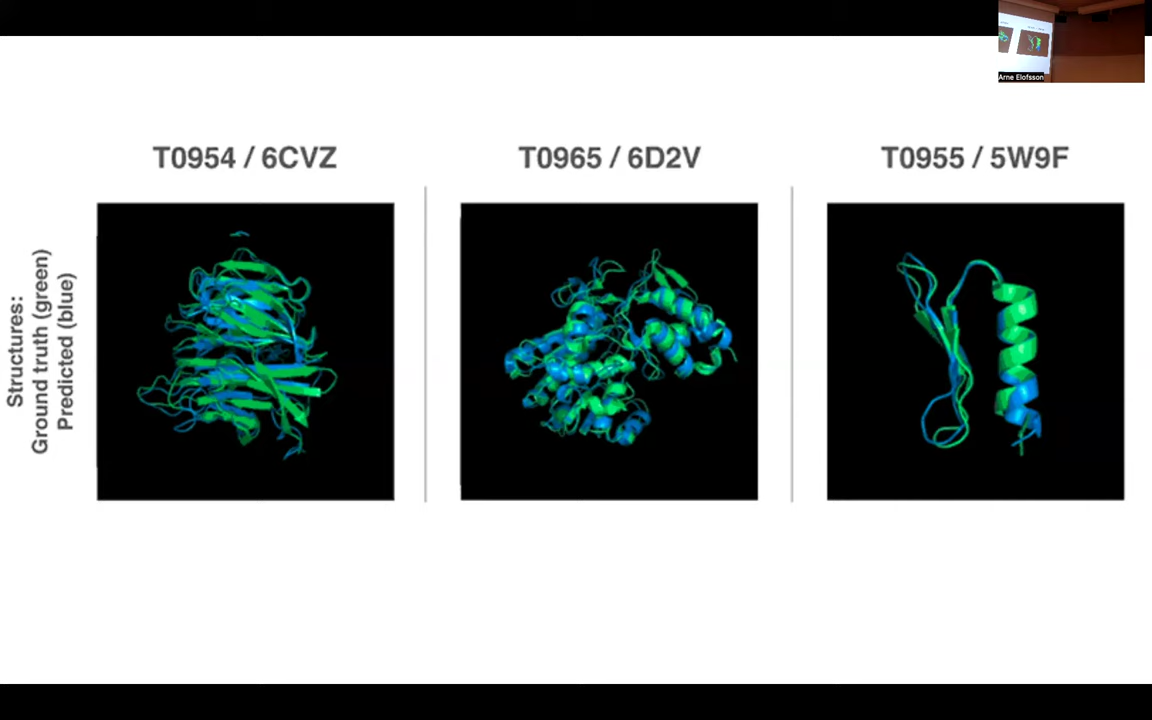 Arne Elofsson
T0954 / 6CVZ
T0965 / 6D2V
T0955 / 5W9F
Structures:
Ground truth (green)
Predicted (blue)